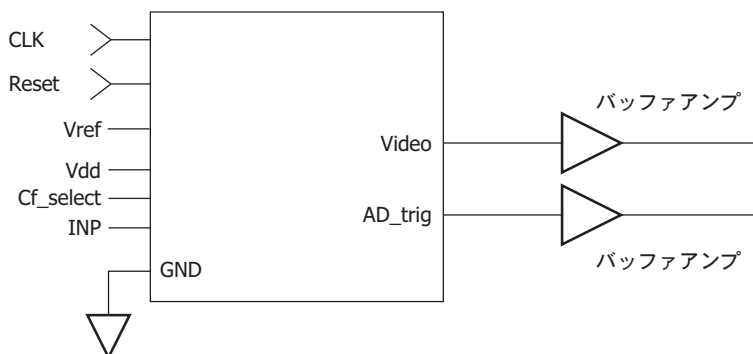 CLK
Reset
Vref
Vdd
Cf_select
INP
GND
Video
AD_trig
バッファアンプ
バッファアンプ